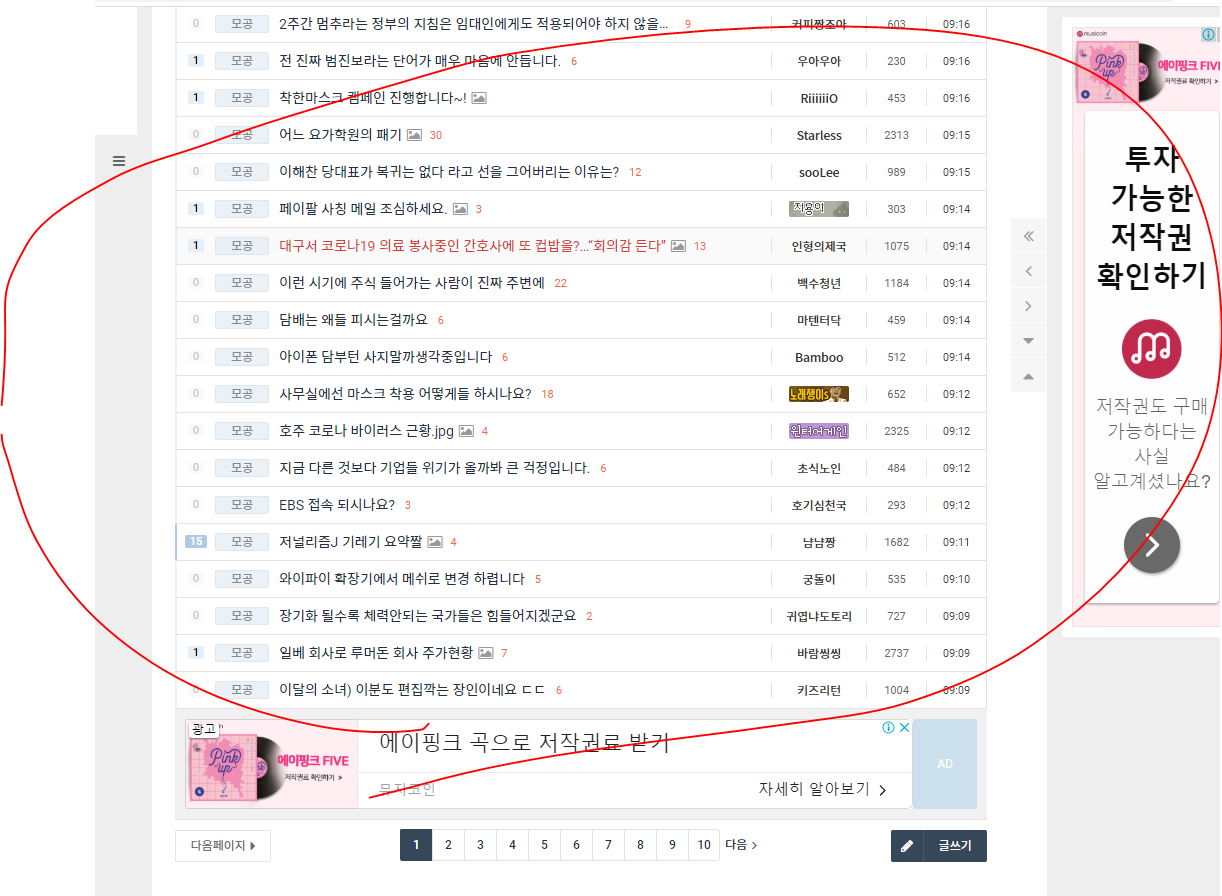 0 모공 2주간 멈추라는 정부의 지침은 임대인에게도 적용되어야 하지 않을... 9 커피짱조아 603 09:16
1 모공 전 진짜 범진보라는 단어가 매우 마음에 안듭니다. 6 우아우아 230 09:16
1 모공 착한마스크 캠페인 진행합니다~! RiiiiiiO 453 09:16
0 모공 어느 요가학원의 패기 30 Starless 2313 09:15
0 모공 이해찬 당대표가 복귀는 없다 라고 선을 그어버리는 이유는? 12 sooLee 989 09:15
1 모공 페이팔 사칭 메일 조심하세요. 3 적용이 303 09:14
1 모공 대구서 코로나19 의료 봉사중인 간호사에 또 컵밥을?…“회의감 든다” 13 인형의제국 1075 09:14
0 모공 이런 시기에 주식 들어가는 사람이 진짜 주변에 22 백수청년 1184 09:14
0 모공 담배는 왜들 피시는걸까요 6 마텐터닥 459 09:14
0 모공 아이폰 담부턴 사지말까생각중입니다 6 Bamboo 512 09:14
0 모공 사무실에선 마스크 착용 어떻게들 하시나요? 18 노래쟁이s 652 09:12
0 모공 호주 코로나 바이러스 근황.jpg 4 윈터어게인 2325 09:12
0 모공 지금 다른 것보다 기업들 위기가 올까봐 큰 걱정입니다. 6 초식노인 484 09:12
0 모공 EBS 접속 되시나요? 3 호기심천국 293 09:12
15 모공 저널리즘J 기레기 요약짤 4 냠냠짱 1682 09:11
0 모공 와이파이 확장기에서 메쉬로 변경 하렵니다 5 궁돌이 535 09:10
0 모공 장기화 될수록 체력안되는 국가들은 힘들어지겠군요 2 귀엽냐도토리 727 09:09
1 모공 일베 회사로 루머돈 회사 주가현황 7 바람씽씽 2737 09:09
0 모공 이달의 소녀) 이분도 편집깍는 장인이네요 ㄷㄷ 6 키즈리턴 1004 09:09
광고
Pink up
에이핑크 FIVE
저작권료 확인하기 >
에이핑크 곡으로 저작권료 받기
뮤직코인
자세히 알아보기
AD
다음페이지
1 2 3 4 5 6 7 8 9 10 다음
글쓰기
musicoin
Pink up
에이핑크 FIVE
저작권료 확인하기 >
투자
가능한
저작권
확인하기
저작권도 구매
가능하다는
사실
알고계셨나요?